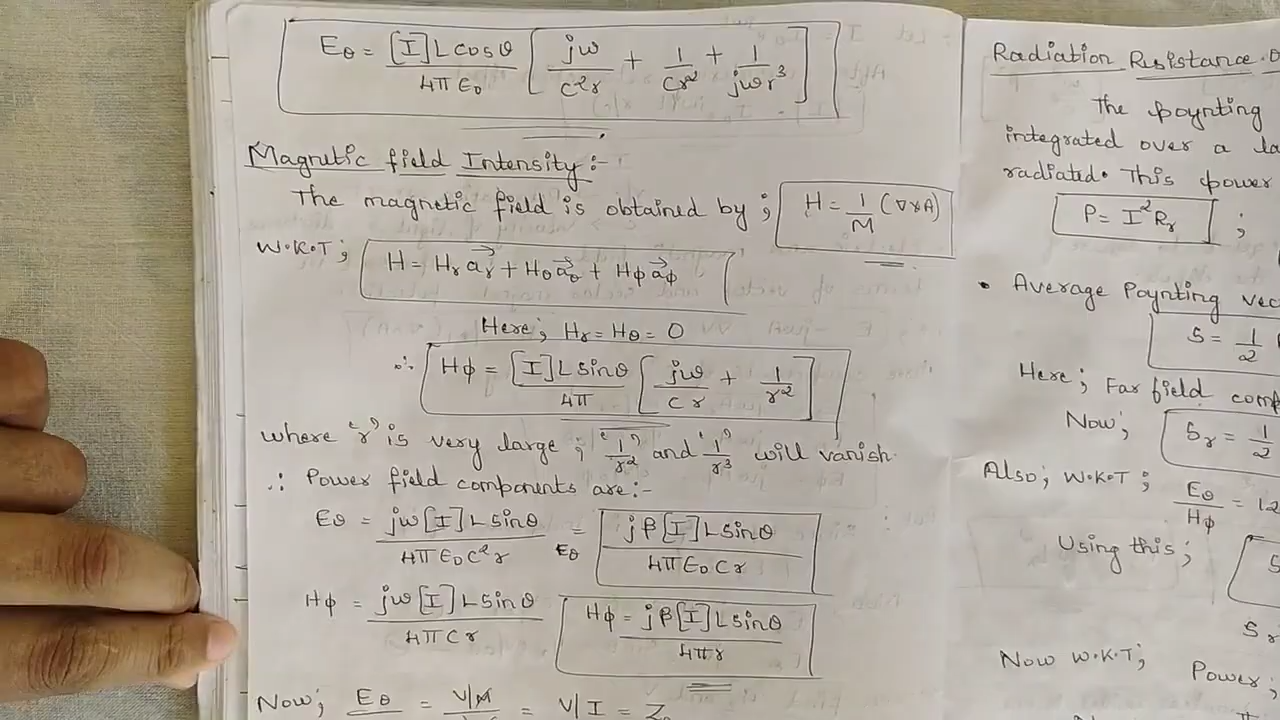 Eθ = [I] L cosθ / 4π ε0 [ jω / c²r + 1 / cr² + 1 / jωr³ ]
Magnetic field Intensity :-
The magnetic field is obtained by ; H = 1/M (∇xA)
W.K.T ; H = Hr ar + Hθ aθ + HΦ aΦ
Here ; Hr = Hθ = 0
∴ HΦ = [I] L sinθ / 4π [ jω / cr + 1 / r² ]
where 'r' is very large ; '1/r²' and '1/r³' will vanish.
∴ Power field components are :-
Eθ = jω [I] L sinθ / 4π ε0 c²r Eθ = jβ [I] L sinθ / 4π ε0 cr
HΦ = jω [I] L sinθ / 4π cr HΦ = jβ [I] L sinθ / 4πr
Now ; Eθ = V/M = V/I =
Radiation Resistance
The poynting
integrated over a
radiated. This power
P = I² Rr ;
• Average Poynting
S = 1/2
Here ; Far field
Now ; Sr = 1/2
Also ; W.K.T ; Eθ / HΦ =
Using this ;
Now W.K.T ; Power ;